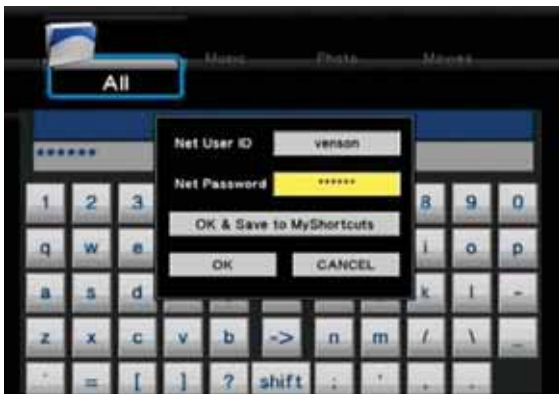 Music Photo Movies
All
Net User ID venson
******
Net Password ******
1 2 3 8 9 0
OK & Save to MyShortcuts
q w e i o p
OK CANCEL
a s d k l -
z x c v b -> n m / \ _
= [ ] ? shift ; ' , .